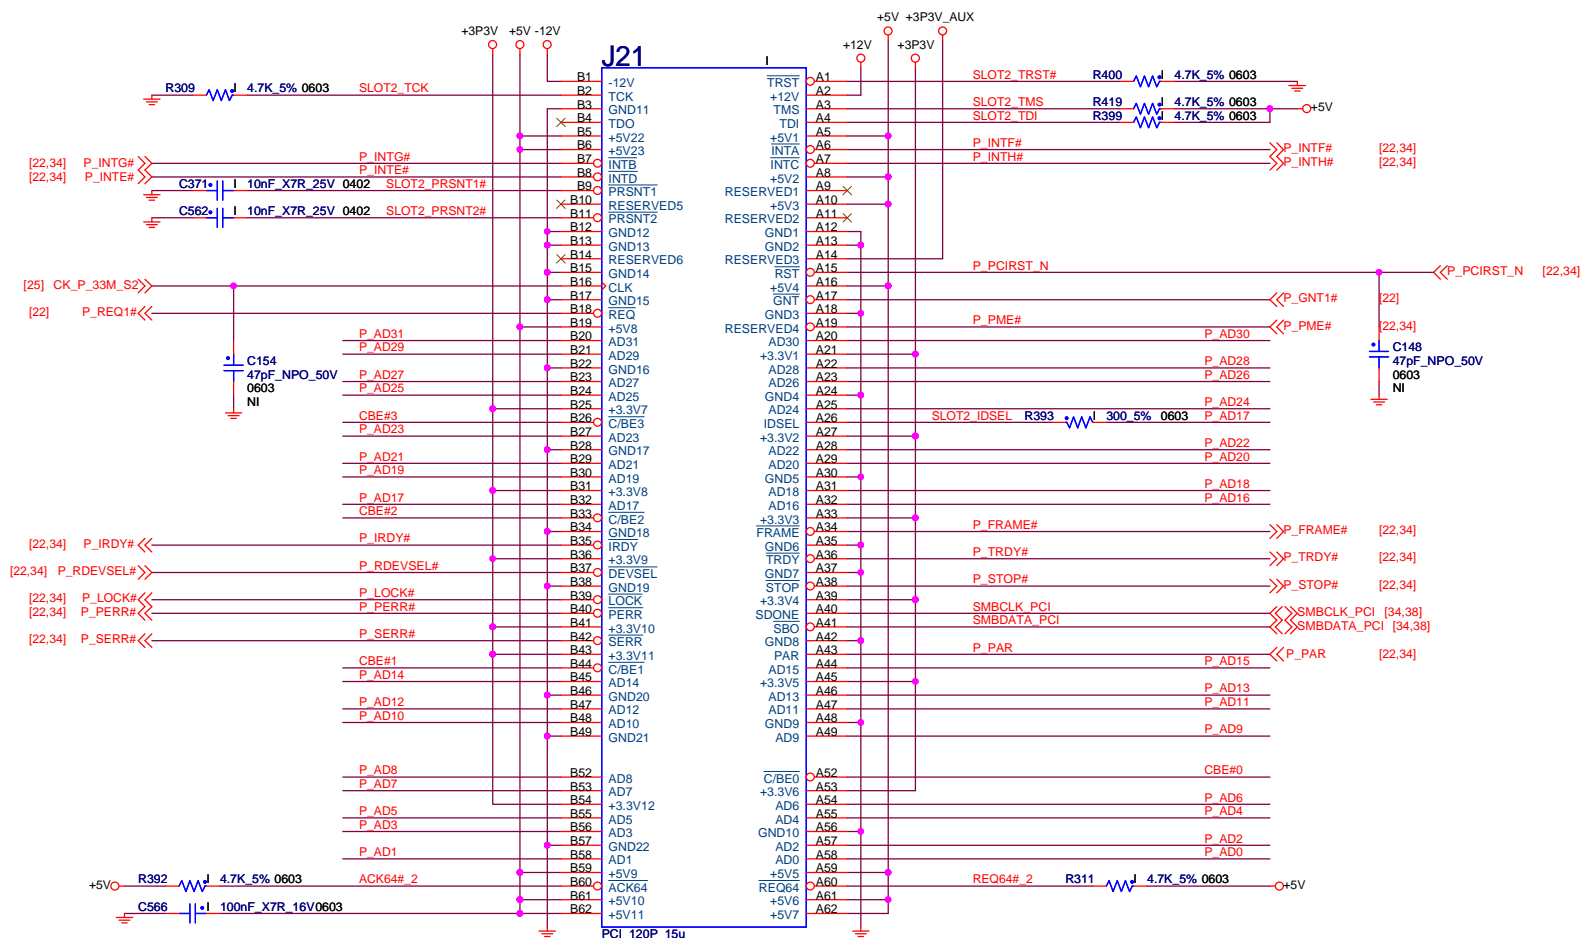 +5V +3P3V_AUX
+3P3V +5V -12V
J21 I +12V +3P3V
B1 -12V TRST A1 SLOT2_TRST# R400 I 4.7K_5% 0603
R309 I 4.7K_5% 0603 SLOT2_TCK B2 TCK +12V A2
B3 GND11 TMS A3 SLOT2_TMS R419 I 4.7K_5% 0603 +5V
B4 TDO TDI A4 SLOT2_TDI R399 I 4.7K_5% 0603
B5 +5V22 +5V1 A5
B6 +5V23 INTA A6 P_INTF# P_INTF# [22,34]
[22,34] P_INTG# P_INTG# B7 INTB INTC A7 P_INTH# P_INTH# [22,34]
[22,34] P_INTE# P_INTE# B8 INTD +5V2 A8
C371 I 10nF_X7R_25V 0402 SLOT2_PRSNT1# B9 PRSNT1 RESERVED1 A9
B10 RESERVED5 +5V3 A10
C562 I 10nF_X7R_25V 0402 SLOT2_PRSNT2# B11 PRSNT2 RESERVED2 A11
B12 GND12 GND1 A12
B13 GND13 GND2 A13
B14 RESERVED6 RESERVED3 A14
B15 GND14 RST A15 P_PCIRST_N P_PCIRST_N [22,34]
[25] CK_P_33M_S2 B16 CLK +5V4 A16
B17 GND15 GNT A17 P_GNT1# [22]
[22] P_REQ1# B18 REQ GND3 A18
B19 +5V8 RESERVED4 A19 P_PME# P_PME# [22,34]
P_AD31 B20 AD31 AD30 A20 P_AD30
P_AD29 B21 AD29 +3.3V1 A21
C154 B22 GND16 AD28 A22 P_AD28 C148
47pF_NPO_50V P_AD27 B23 AD27 AD26 A23 P_AD26 47pF_NPO_50V
0603 P_AD25 B24 AD25 GND4 A24 0603
NI B25 +3.3V7 AD24 A25 P_AD24 NI
CBE#3 B26 C/BE3 IDSEL A26 SLOT2_IDSEL R393 I 300_5% 0603 P_AD17
P_AD23 B27 AD23 +3.3V2 A27
B28 GND17 AD22 A28 P_AD22
P_AD21 B29 AD21 AD20 A29 P_AD20
P_AD19 B30 AD19 GND5 A30
B31 +3.3V8 AD18 A31 P_AD18
P_AD17 B32 AD17 AD16 A32 P_AD16
CBE#2 B33 C/BE2 +3.3V3 A33
B34 GND18 FRAME A34 P_FRAME# P_FRAME# [22,34]
[22,34] P_IRDY# P_IRDY# B35 IRDY GND6 A35
B36 +3.3V9 TRDY A36 P_TRDY# P_TRDY# [22,34]
[22,34] P_RDEVSEL# P_RDEVSEL# B37 DEVSEL GND7 A37
B38 GND19 STOP A38 P_STOP# P_STOP# [22,34]
[22,34] P_LOCK# P_LOCK# B39 LOCK +3.3V4 A39
[22,34] P_PERR# P_PERR# B40 PERR SDONE A40 SMBCLK_PCI SMBCLK_PCI [34,38]
B41 +3.3V10 SBO A41 SMBDATA_PCI SMBDATA_PCI [34,38]
[22,34] P_SERR# P_SERR# B42 SERR GND8 A42
B43 +3.3V11 PAR A43 P_PAR P_PAR [22,34]
CBE#1 B44 C/BE1 AD15 A44 P_AD15
P_AD14 B45 AD14 +3.3V5 A45
B46 GND20 AD13 A46 P_AD13
P_AD12 B47 AD12 AD11 A47 P_AD11
P_AD10 B48 AD10 GND9 A48
B49 GND21 AD9 A49 P_AD9
P_AD8 B52 AD8 C/BE0 A52 CBE#0
P_AD7 B53 AD7 +3.3V6 A53
B54 +3.3V12 AD6 A54 P_AD6
P_AD5 B55 AD5 AD4 A55 P_AD4
P_AD3 B56 AD3 GND10 A56
B57 GND22 AD2 A57 P_AD2
P_AD1 B58 AD1 AD0 A58 P_AD0
B59 +5V9 +5V5 A59
+5V R392 I 4.7K_5% 0603 ACK64#_2 B60 ACK64 REQ64 A60 REQ64#_2 R311 I 4.7K_5% 0603 +5V
B61 +5V10 +5V6 A61
C566 I 100nF_X7R_16V0603 B62 +5V11 +5V7 A62
PCI_120P_15u